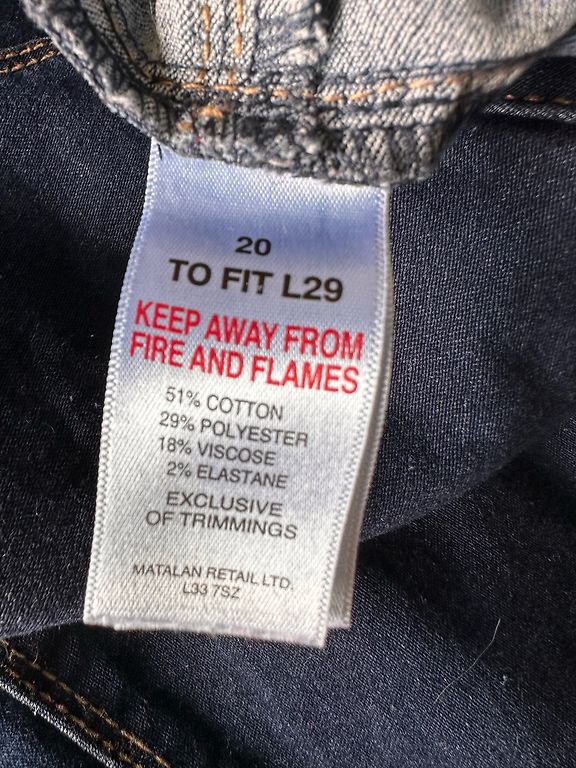 20
TO FIT L29
KEEP AWAY FROM
FIRE AND FLAMES
51% COTTON
29% POLYESTER
18% VISCOSE
2% ELASTANE
EXCLUSIVE
OF TRIMMINGS
MATALAN RETAIL LTD.
L33 7SZ